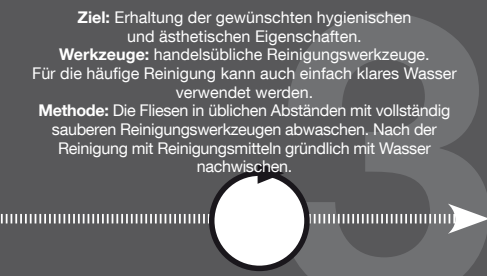 Ziel: Erhaltung der gewünschten hygienischen
und ästhetischen Eigenschaften.
Werkzeuge: handelsübliche Reinigungswerkzeuge.
Für die häufige Reinigung kann auch einfach klares Wasser
verwendet werden.
Methode: Die Fliesen in üblichen Abständen mit vollständig
sauberen Reinigungswerkzeugen abwaschen. Nach der
Reinigung mit Reinigungsmitteln gründlich mit Wasser
nachwischen.
3